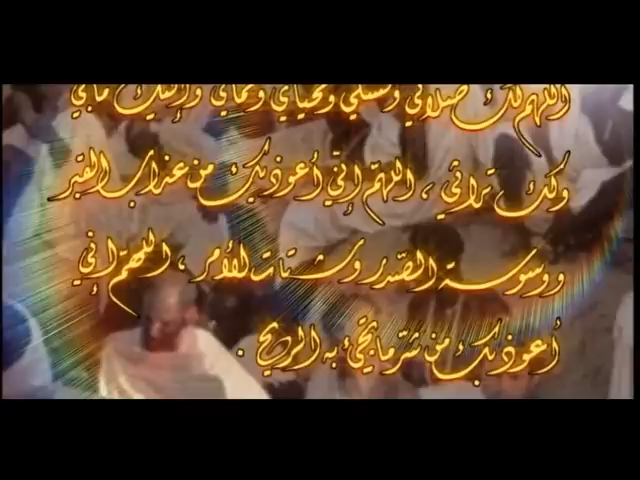 اللهم لك صلاتي ونسكي ومحياي ومماتي وإليك مآبي
ولك تراثي ، اللهم إني أعوذ بك من عذاب القبر
ووسوسة الصدر وشتات الأمر ، اللهم إني
أعوذ بك من شر ما يجيء به الريح .